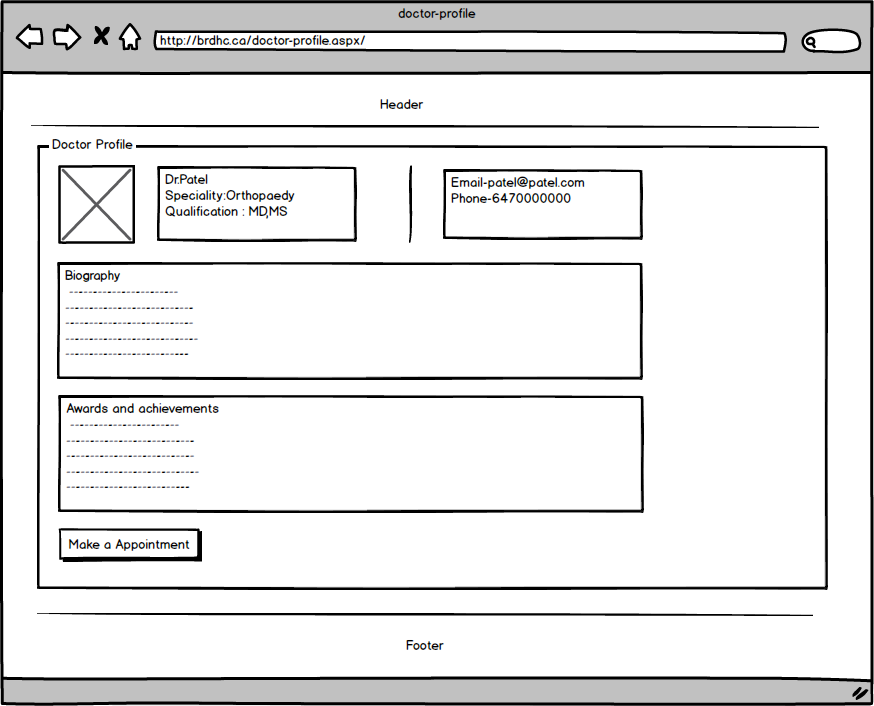 doctor-profile
http://brdhc.ca/doctor-profile.aspx/
Header
Doctor Profile
Dr.Patel
Speciality:Orthopaedy
Qualification : MD,MS
Email-patel@patel.com
Phone-6470000000
Biography
Awards and achievements
Make a Appointment
Footer